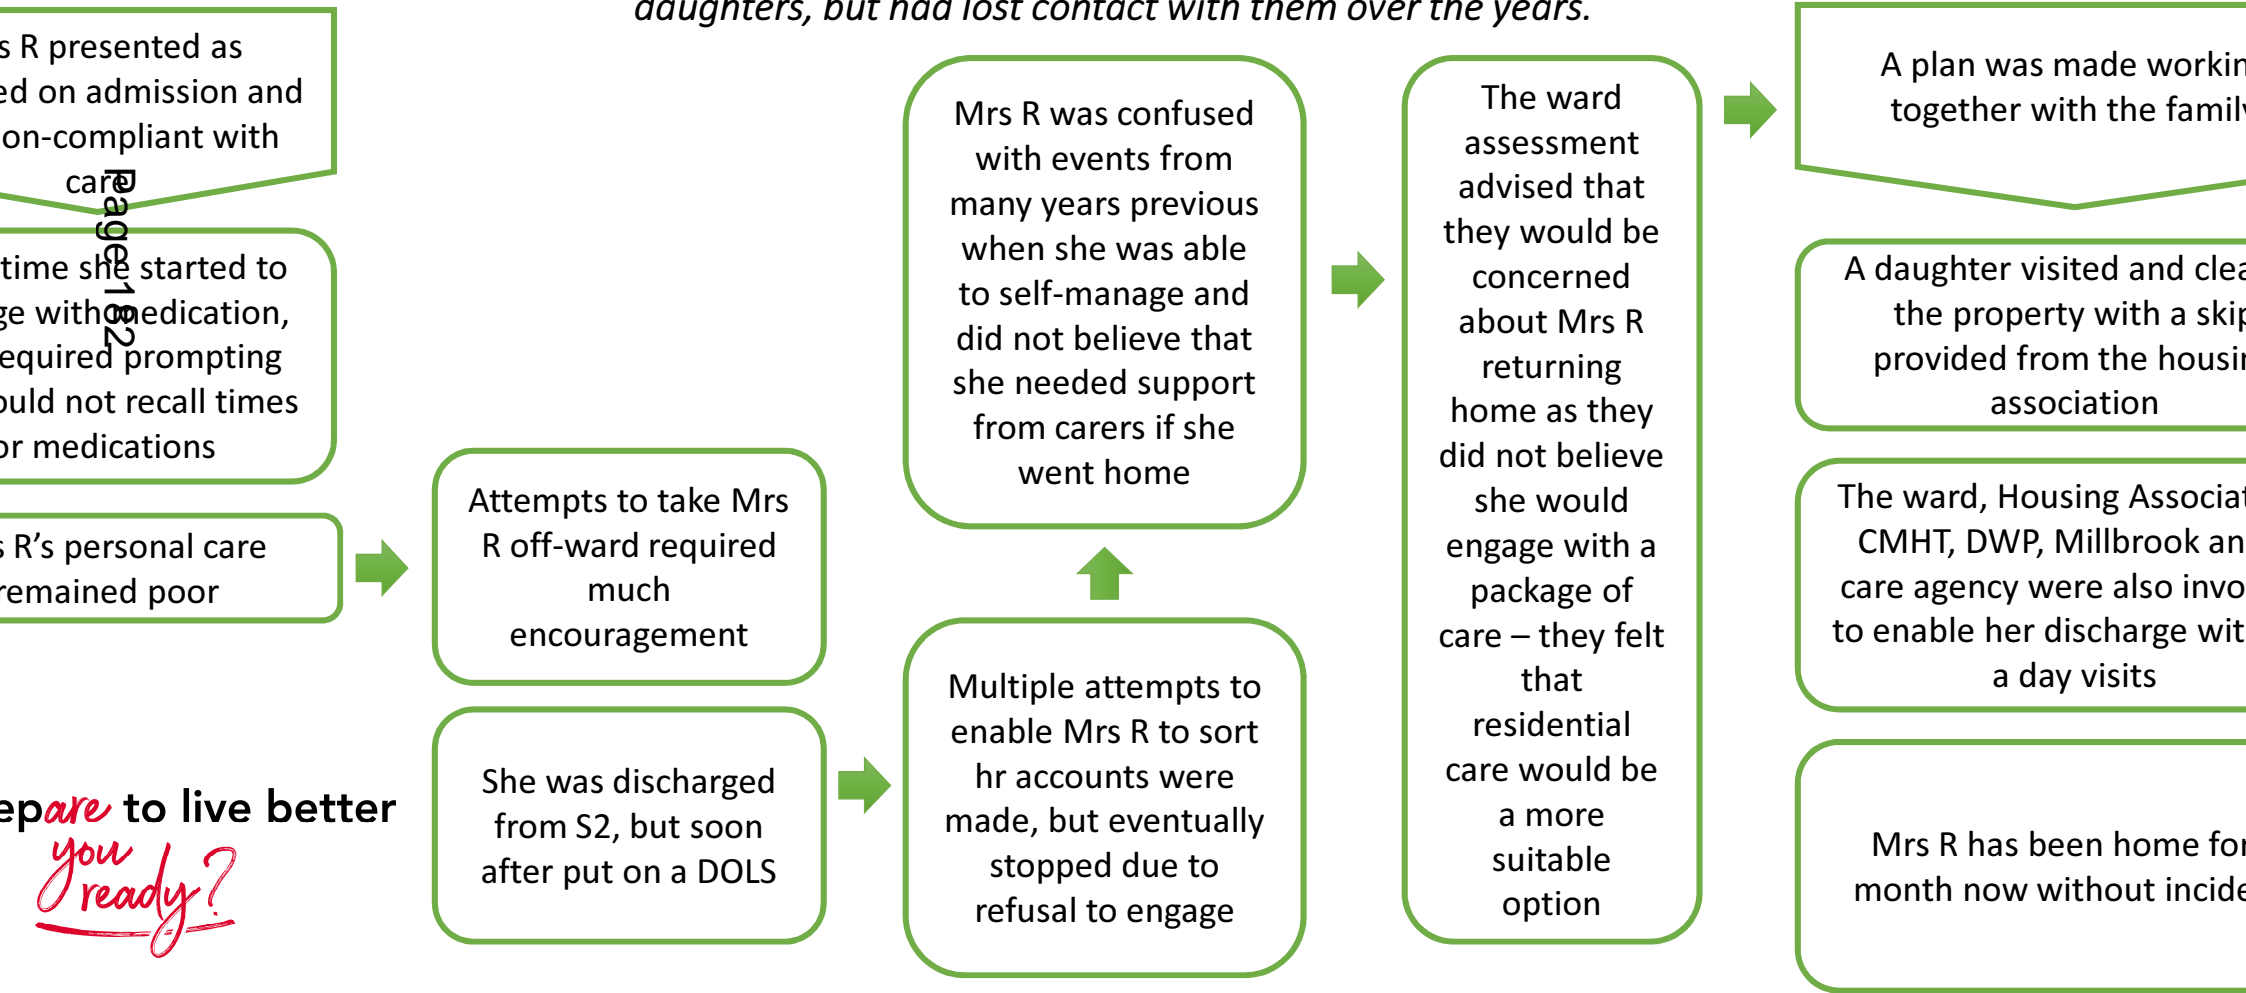 daughters, but had lost contact with them over the years.
s R presented as
ed on admission and
on-compliant with
care
Page 182
time she started to
ge with medication,
equired prompting
ould not recall times
or medications
s R’s personal care
remained poor
Attempts to take Mrs
R off-ward required
much
encouragement
She was discharged
from S2, but soon
after put on a DOLS
Multiple attempts to
enable Mrs R to sort
hr accounts were
made, but eventually
stopped due to
refusal to engage
Mrs R was confused
with events from
many years previous
when she was able
to self-manage and
did not believe that
she needed support
from carers if she
went home
The ward
assessment
advised that
they would be
concerned
about Mrs R
returning
home as they
did not believe
she would
engage with a
package of
care – they felt
that
residential
care would be
a more
suitable
option
A plan was made workin
together with the family
A daughter visited and clea
the property with a skip
provided from the housin
association
The ward, Housing Associat
CMHT, DWP, Millbrook an
care agency were also invo
to enable her discharge wit
a day visits
Mrs R has been home for
month now without incide
epare to live better
you
ready?